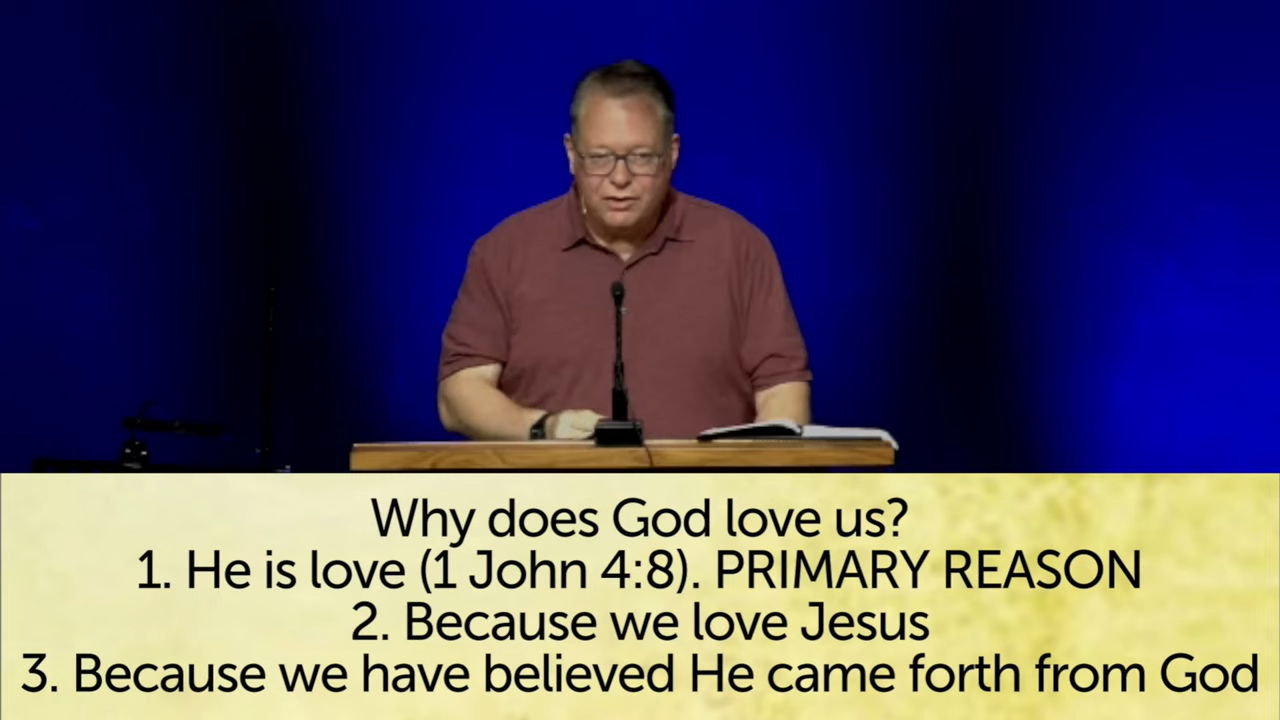 Why does God love us?
1. He is love (1 John 4:8). PRIMARY REASON
2. Because we love Jesus
3. Because we have believed He came forth from God